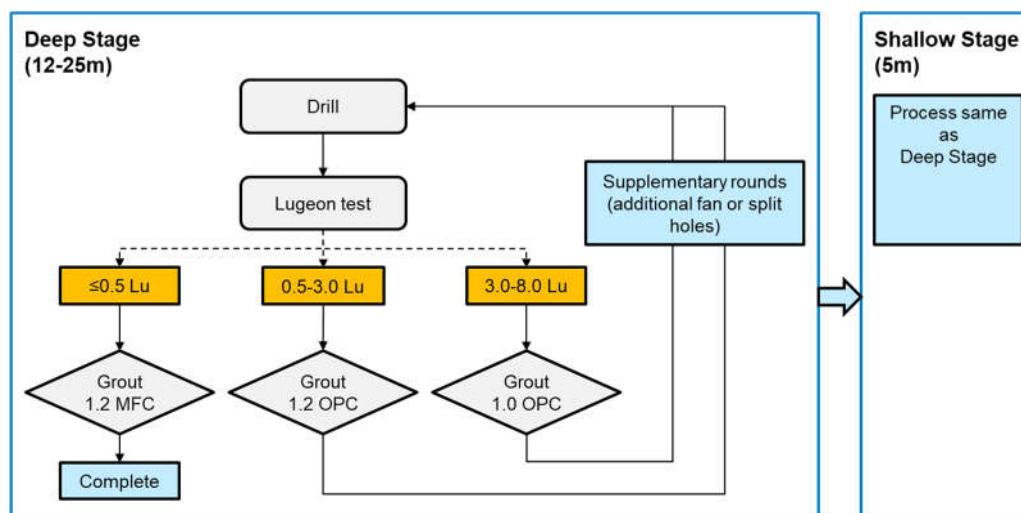 Deep Stage
(12-25m)
Drill
Lugeon test
Supplementary rounds
(additional fan or split
holes)
≤0.5 Lu
0.5-3.0 Lu
3.0-8.0 Lu
Grout
1.2 MFC
Grout
1.2 OPC
Grout
1.0 OPC
Complete
Shallow Stage
(5m)
Process same
as
Deep Stage